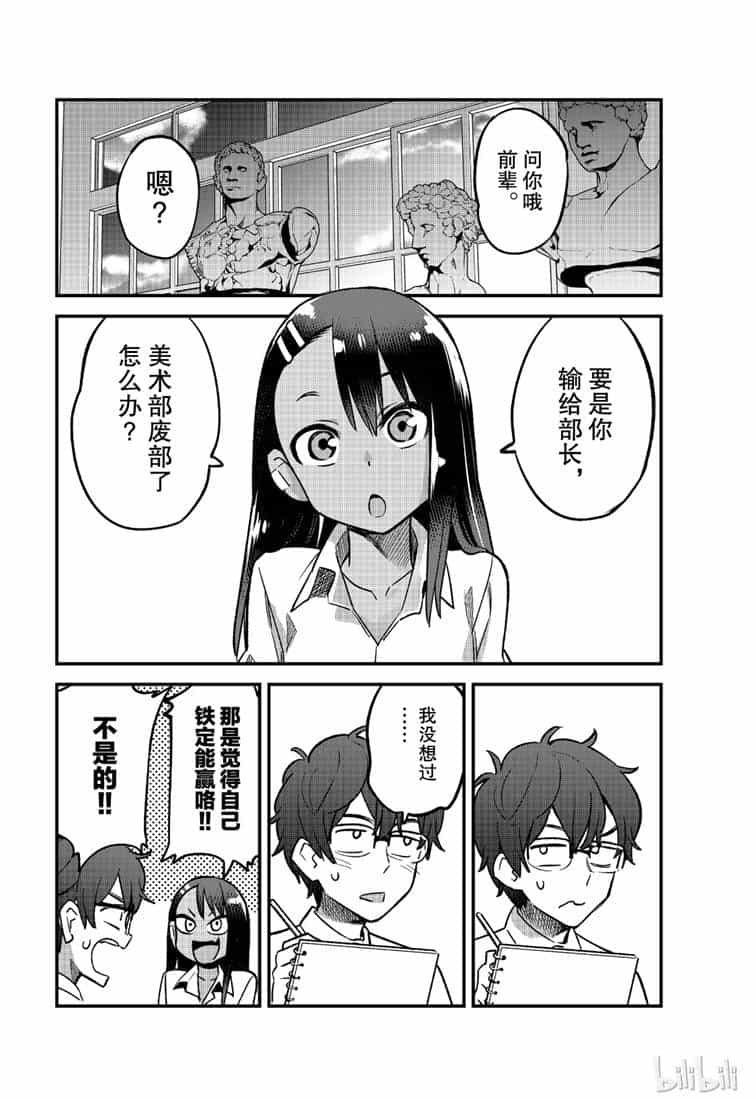 问你哦
前辈。
嗯？
要是你
输给部长，
美术部废部了
怎么办？
我没想过
……
那是觉得自己
铁定能赢咯!!
不是的!!
bilibili